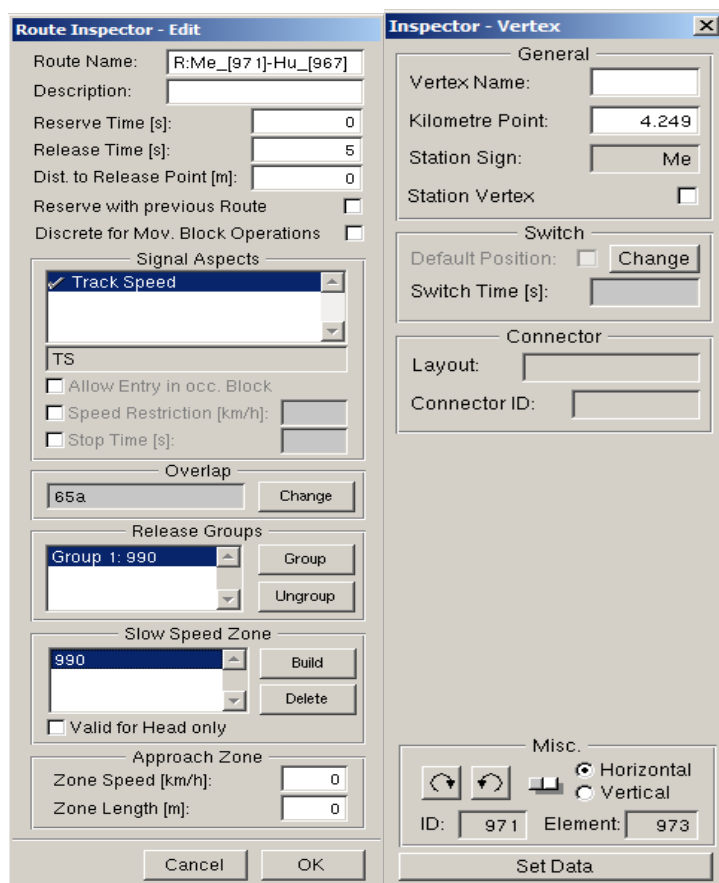 Route Inspector - Edit
Route Name: R:Me_[971]-Hu_[967]
Description:
Reserve Time [s]: 0
Release Time [s]: 5
Dist. to Release Point [m]: 0
Reserve with previous Route
Discrete for Mov. Block Operations
Signal Aspects
Track Speed
TS
Allow Entry in occ. Block
Speed Restriction [km/h]:
Stop Time [s]:
Overlap
65a Change
Release Groups
Group 1: 990 Group
Ungroup
Slow Speed Zone
990 Build
Delete
Valid for Head only
Approach Zone
Zone Speed [km/h]: 0
Zone Length [m]: 0
Cancel OK
Inspector - Vertex
General
Vertex Name:
Kilometre Point: 4.249
Station Sign: Me
Station Vertex
Switch
Default Position: Change
Switch Time [s]:
Connector
Layout:
Connector ID:
Misc.
Horizontal
Vertical
ID: 971 Element: 973
Set Data